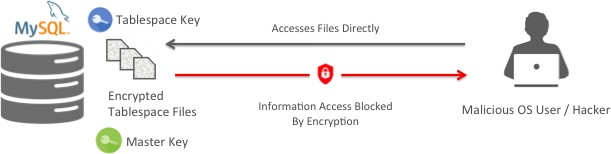 MySQL.
Tablespace Key
Accesses Files Directly
Encrypted
Tablespace Files
Information Access Blocked
By Encryption
Malicious OS User / Hacker
Master Key